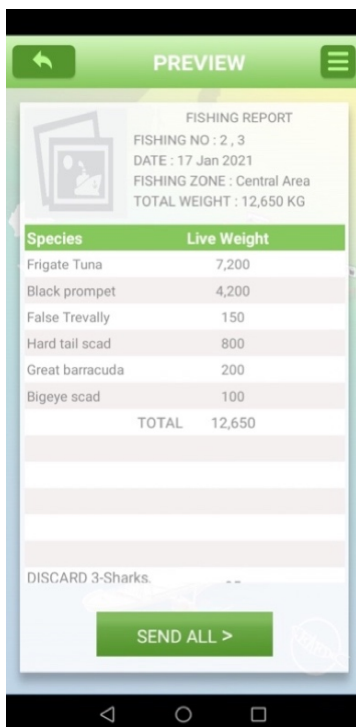 PREVIEW
FISHING REPORT
FISHING NO : 2 , 3
DATE : 17 Jan 2021
FISHING ZONE : Central Area
TOTAL WEIGHT : 12,650 KG
Species Live Weight
Frigate Tuna 7,200
Black prompet 4,200
False Trevally 150
Hard tail scad 800
Great barracuda 200
Bigeye scad 100
TOTAL 12,650
DISCARD 3-Sharks,
SEND ALL >